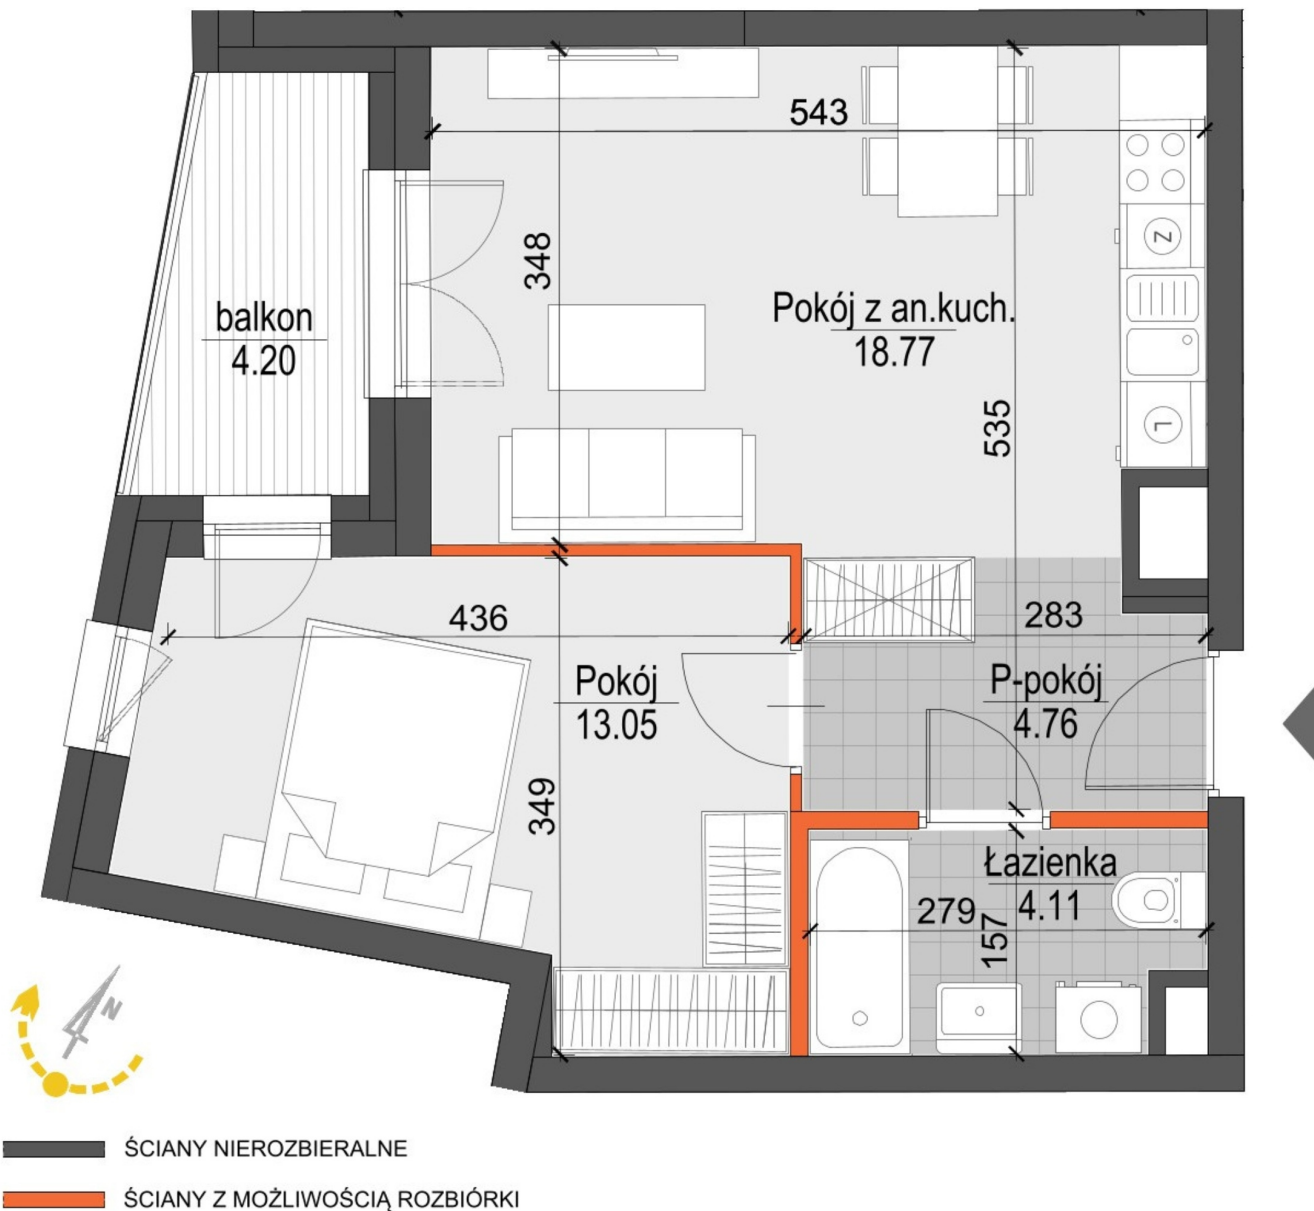 543
348
Z
balkon
4.20
Pokój z an.kuch.
18.77
535
L
436
283
Pokój
13.05
P-pokój
4.76
349
Łazienka
4.11
279
157
N
ŚCIANY NIEROZBIERALNE
ŚCIANY Z MOŻLIWOŚCIĄ ROZBIÓRKI